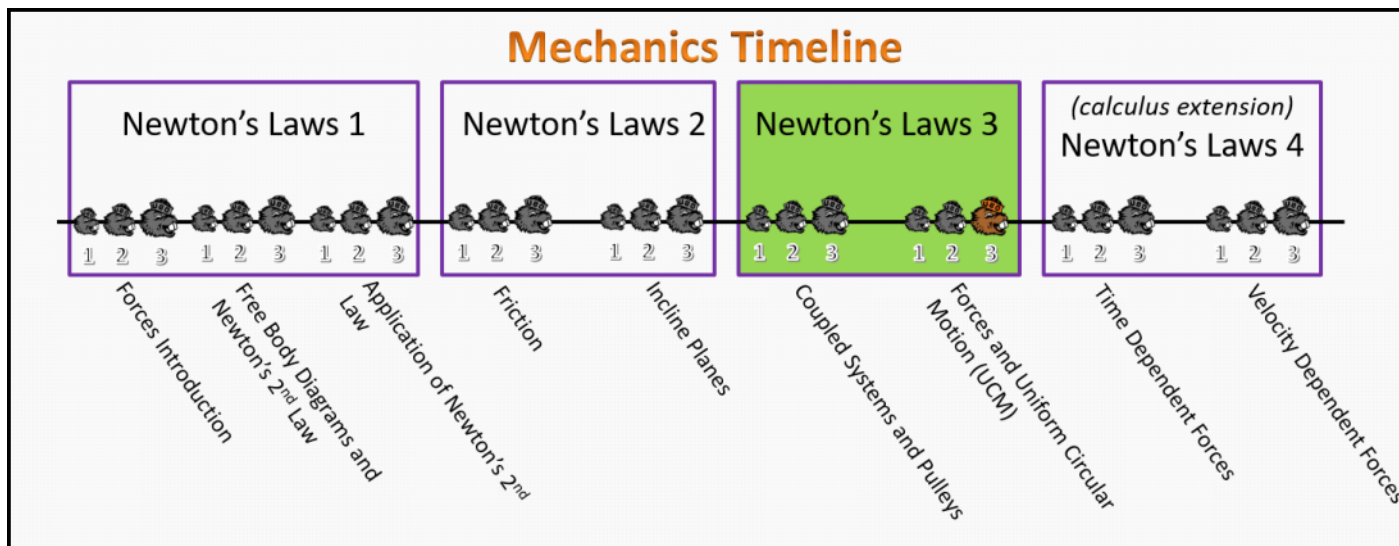 Mechanics Timeline
Newton's Laws 1
Newton's Laws 2
Newton's Laws 3
(calculus extension)
Newton's Laws 4
1 2 3 1 2 3 1 2 3 1 2 3 1 2 3 1 2 3 1 2 3 1 2 3 1 2 3
Forces Introduction
Free Body Diagrams and
Newton's 2nd Law
Application of Newton's 2nd
Law
Friction
Incline Planes
Coupled Systems and Pulleys
Forces and Uniform Circular
Motion (UCM)
Time Dependent Forces
Velocity Dependent Forces